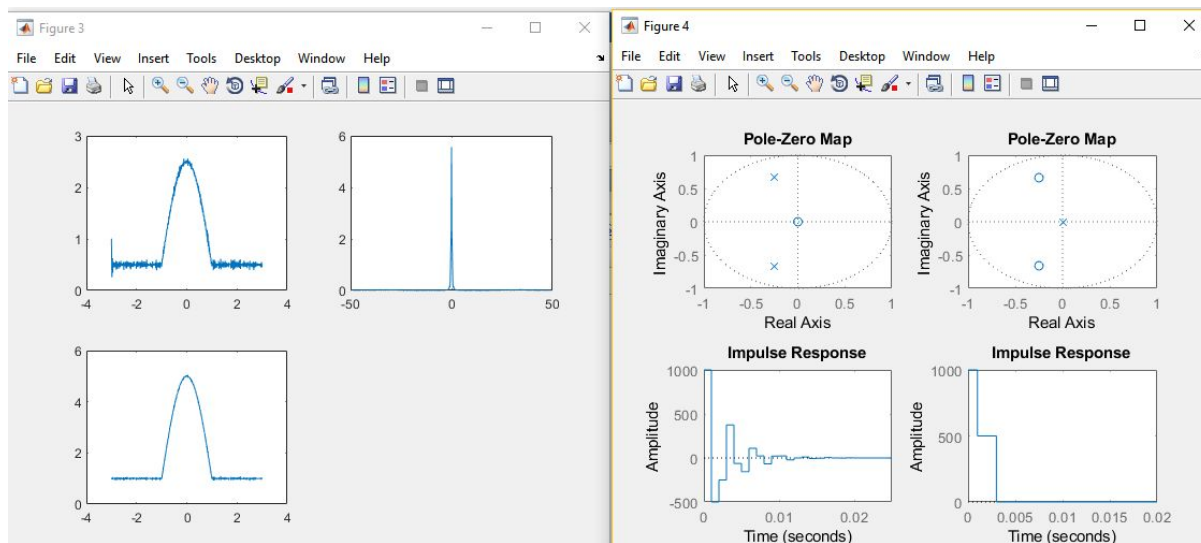 Figure 3
File Edit View Insert Tools Desktop Window Help
3
2
1
0
-4 -2 0 2 4
6
4
2
0
-50 0 50
6
4
2
0
-4 -2 0 2 4
Figure 4
File Edit View Insert Tools Desktop Window Help
Pole-Zero Map
Imaginary Axis
1
0.5
0
-0.5
-1
-1 -0.5 0 0.5 1
Real Axis
Pole-Zero Map
Imaginary Axis
1
0.5
0
-0.5
-1
-1 -0.5 0 0.5 1
Real Axis
Impulse Response
Amplitude
1000
500
0
-500
0 0.01 0.02
Time (seconds)
Impulse Response
Amplitude
1000
500
0
0 0.005 0.01 0.015 0.02
Time (seconds)